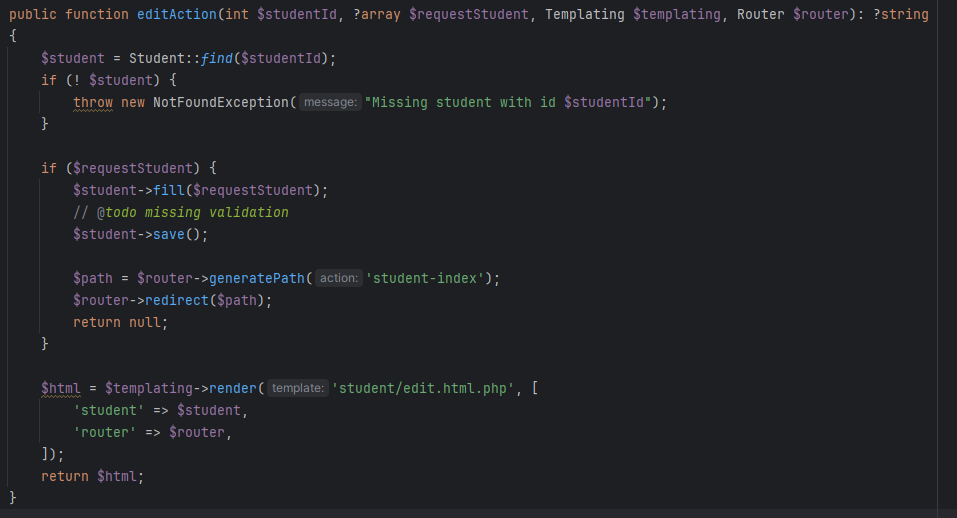 public function editAction(int $studentId, ?array $requestStudent, Templating $templating, Router $router): ?string
{
    $student = Student::find($studentId);
    if (! $student) {
        throw new NotFoundException( message: "Missing student with id $studentId");
    }

    if ($requestStudent) {
        $student->fill($requestStudent);
        // @todo missing validation
        $student->save();

        $path = $router->generatePath( action: 'student-index');
        $router->redirect($path);
        return null;
    }

    $html = $templating->render( template: 'student/edit.html.php', [
        'student' => $student,
        'router' => $router,
    ]);
    return $html;
}